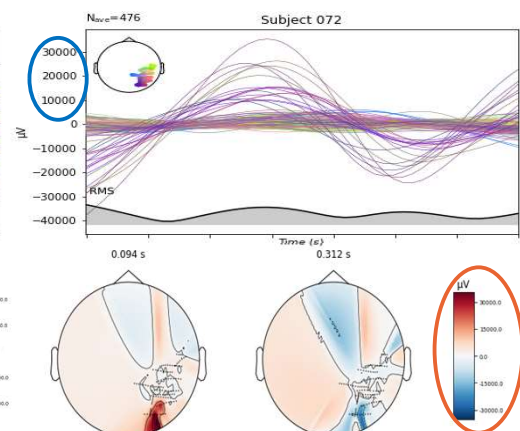 Nave=476
Subject 072
30000
20000
10000
0
−10000
−20000
−30000
−40000
μV
RMS
Time (s)
0.094 s
0.312 s
μV
30000.0
15000.0
0.0
-15000.0
-30000.0